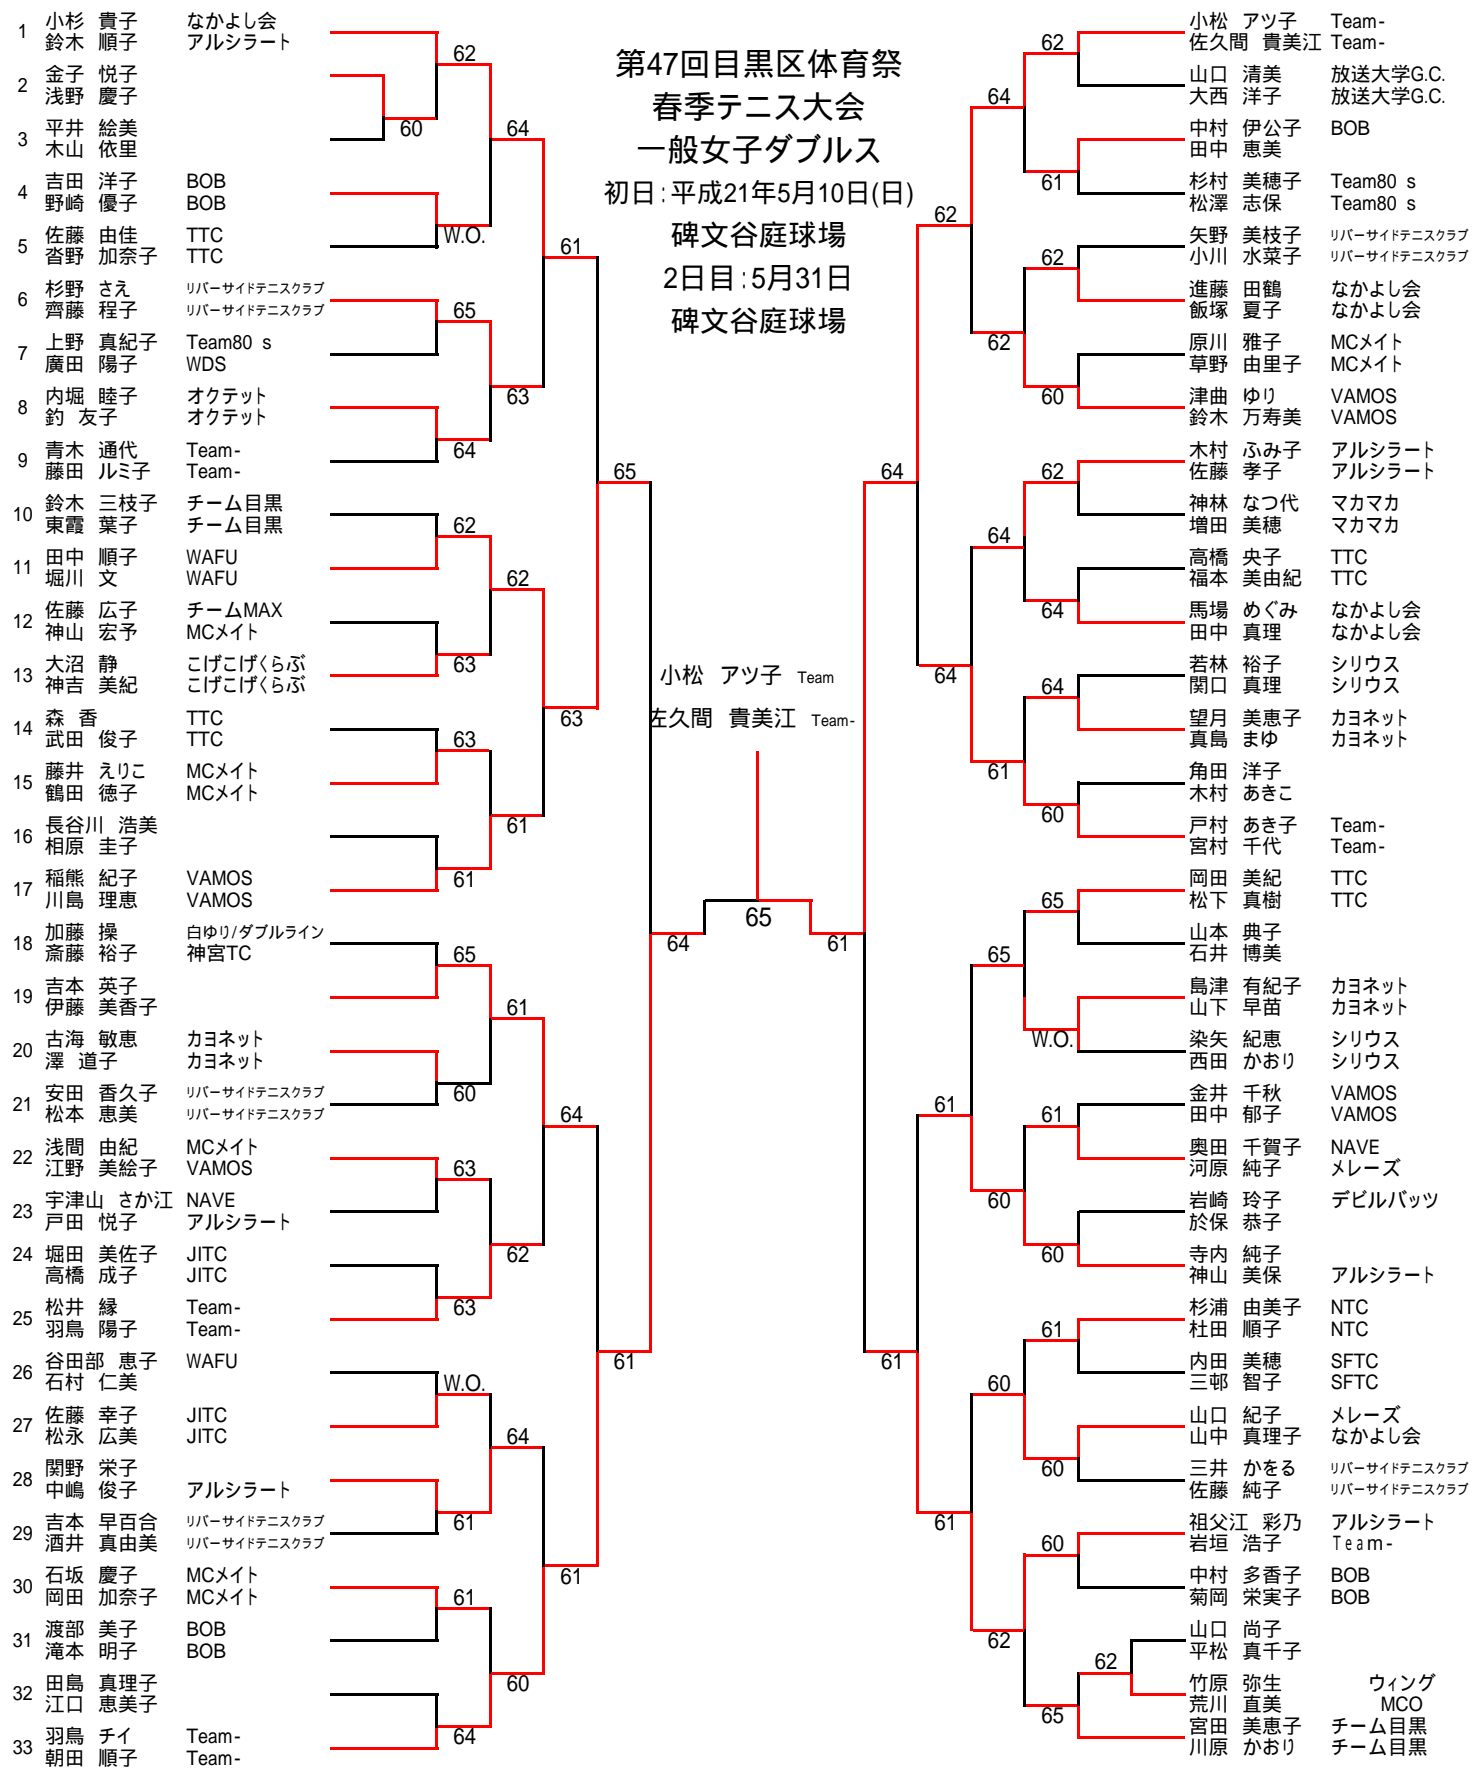 第47回目黒区体育祭
春季テニス大会
一般女子ダブルス
初日:平成21年5月10日(日)
碑文谷庭球場
2日目:5月31日
碑文谷庭球場
1 小杉 貴子 なかよし会
鈴木 順子 アルシラート
2 金子 悦子
浅野 慶子
3 平井 絵美
木山 依里
4 吉田 洋子 BOB
野崎 優子 BOB
5 佐藤 由佳 TTC
沓野 加奈子 TTC
6 杉野 さえ リバーサイドテニスクラブ
齊藤 程子 リバーサイドテニスクラブ
7 上野 真紀子 Team80 s
廣田 陽子 WDS
8 内堀 睦子 オクテット
釣 友子 オクテット
9 青木 通代 Team-
藤田 ルミ子 Team-
10 鈴木 三枝子 チーム目黒
東霞 葉子 チーム目黒
11 田中 順子 WAFU
堀川 文 WAFU
12 佐藤 広子 チームMAX
神山 宏予 MCメイト
13 大沼 静 こげこげくらぶ
神吉 美紀 こげこげくらぶ
14 森 香 TTC
武田 俊子 TTC
15 藤井 えりこ MCメイト
鶴田 徳子 MCメイト
16 長谷川 浩美
相原 圭子
17 稲熊 紀子 VAMOS
川島 理恵 VAMOS
18 加藤 操 白ゆり/ダブルライン
斎藤 裕子 神宮TC
19 吉本 英子
伊藤 美香子
20 古海 敏恵 カヨネット
澤 道子 カヨネット
21 安田 香久子 リバーサイドテニスクラブ
松本 恵美 リバーサイドテニスクラブ
22 浅間 由紀 MCメイト
江野 美絵子 VAMOS
23 宇津山 さか江 NAVE
戸田 悦子 アルシラート
24 堀田 美佐子 JITC
高橋 成子 JITC
25 松井 縁 Team-
羽鳥 陽子 Team-
26 谷田部 恵子 WAFU
石村 仁美
27 佐藤 幸子 JITC
松永 広美 JITC
28 関野 栄子
中嶋 俊子 アルシラート
29 吉本 早百合 リバーサイドテニスクラブ
酒井 真由美 リバーサイドテニスクラブ
30 石坂 慶子 MCメイト
岡田 加奈子 MCメイト
31 渡部 美子 BOB
滝本 明子 BOB
32 田島 真理子
江口 恵美子
33 羽鳥 チイ Team-
朝田 順子 Team-
62
60
64
W.O.
61
65
63
64
65
62
62
63
63
63
61
61
64
65
61
60
64
63
62
63
61
W.O.
64
61
61
61
60
64
小松 アツ子 Team
佐久間 貴美江 Team-
65
小松 アツ子 Team-
佐久間 貴美江 Team-
山口 清美 放送大学G.C.
大西 洋子 放送大学G.C.
中村 伊公子 BOB
田中 恵美
杉村 美穂子 Team80 s
松澤 志保 Team80 s
矢野 美枝子 リバーサイドテニスクラブ
小川 水菜子 リバーサイドテニスクラブ
進藤 田鶴 なかよし会
飯塚 夏子 なかよし会
原川 雅子 MCメイト
草野 由里子 MCメイト
津曲 ゆり VAMOS
鈴木 万寿美 VAMOS
木村 ふみ子 アルシラート
佐藤 孝子 アルシラート
神林 なつ代 マカマカ
増田 美穂 マカマカ
高橋 央子 TTC
福本 美由紀 TTC
馬場 めぐみ なかよし会
田中 真理 なかよし会
若林 裕子 シリウス
関口 真理 シリウス
望月 美恵子 カヨネット
真島 まゆ カヨネット
角田 洋子
木村 あきこ
戸村 あき子 Team-
宮村 千代 Team-
岡田 美紀 TTC
松下 真樹 TTC
山本 典子
石井 博美
島津 有紀子 カヨネット
山下 早苗 カヨネット
染矢 紀恵 シリウス
西田 かおり シリウス
金井 千秋 VAMOS
田中 郁子 VAMOS
奥田 千賀子 NAVE
河原 純子 メレーズ
岩崎 玲子 デビルバッツ
於保 恭子
寺内 純子
神山 美保 アルシラート
杉浦 由美子 NTC
杜田 順子 NTC
内田 美穂 SFTC
三邨 智子 SFTC
山口 紀子 メレーズ
山中 真理子 なかよし会
三井 かをる リバーサイドテニスクラブ
佐藤 純子 リバーサイドテニスクラブ
祖父江 彩乃 アルシラート
岩垣 浩子 Team-
中村 多香子 BOB
菊岡 栄実子 BOB
山口 尚子
平松 真千子
竹原 弥生 ウィング
荒川 直美 MCO
宮田 美恵子 チーム目黒
川原 かおり チーム目黒
62
64
61
62
62
62
60
64
62
64
64
64
64
61
60
61
65
65
W.O.
61
61
60
60
61
61
60
60
61
60
62
62
65